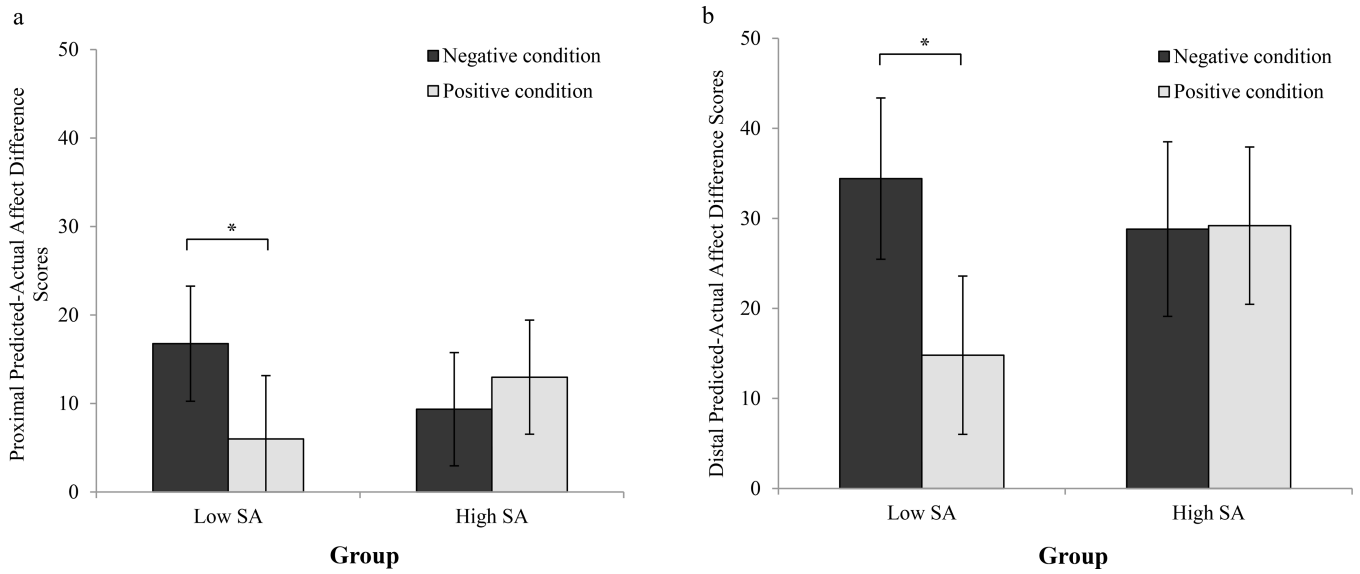 a
Proximal Predicted-Actual Affect Difference
Scores
50
40
30
20
10
0
Negative condition
Positive condition
*
Low SA
High SA
Group
b
Distal Predicted-Actual Affect Difference Scores
50
40
30
20
10
0
Negative condition
Positive condition
*
Low SA
High SA
Group